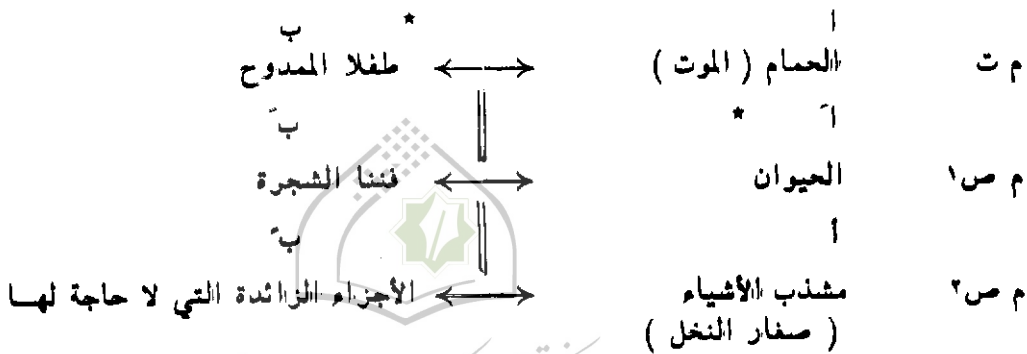 أ ب *
م ت الحمام ( الموت ) ⟷ طفلا الممدوح
أَ * بَ
م ص١ الحيوان ⟷ فننا الشجرة
أ ب
م ص٢ مشذب الأشياء ⟷ الأجزاء الزائدة التي لا حاجة لها
( صغار النخل )